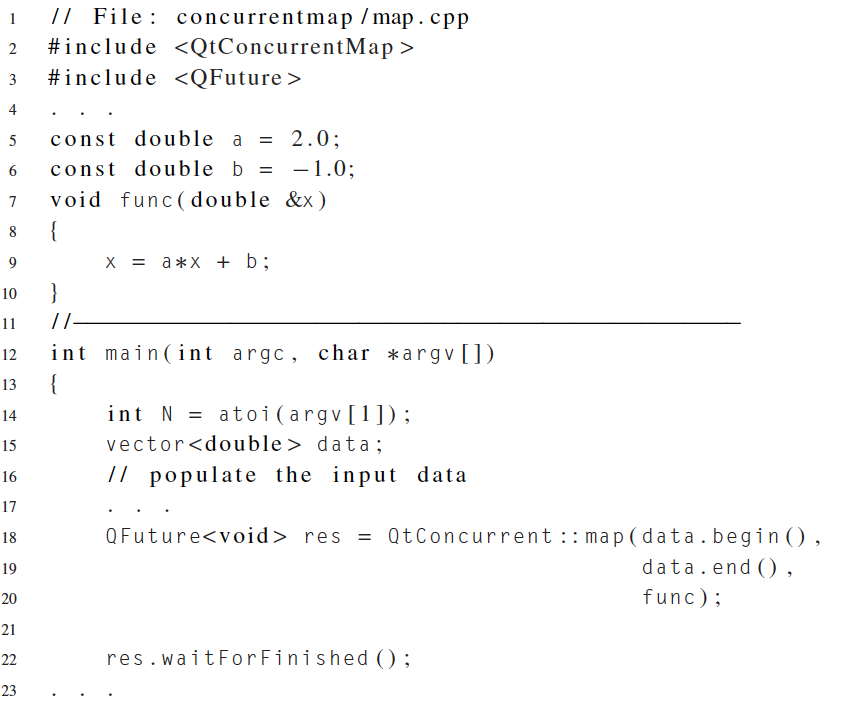 1 // File: concurrentmap/map.cpp
2 #include <QtConcurrentMap>
3 #include <QFuture>
4 . . .
5 const double a = 2.0;
6 const double b = −1.0;
7 void func(double &x)
8 {
9 x = a*x + b;
10 }
11 //————————————————————————
12 int main(int argc, char *argv[])
13 {
14 int N = atoi(argv[1]);
15 vector<double> data;
16 // populate the input data
17 . . .
18 QFuture<void> res = QtConcurrent::map(data.begin(),
19 data.end(),
20 func);
21
22 res.waitForFinished();
23 . . .